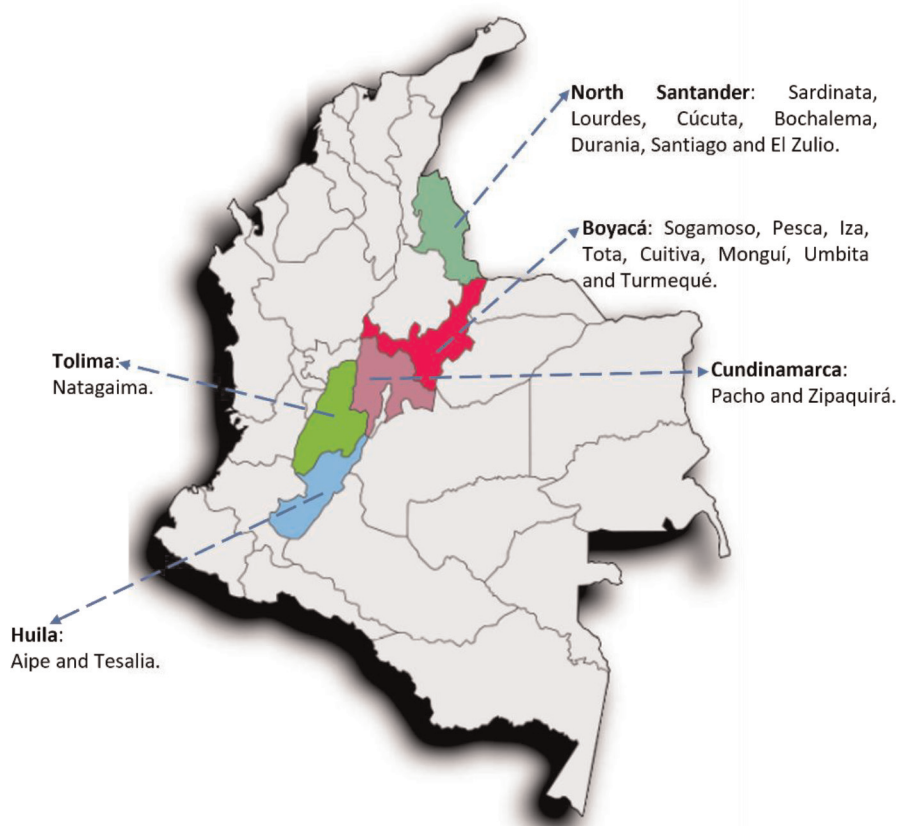 North Santander: Sardinata,
Lourdes, Cúcuta, Bochalema,
Durania, Santiago and El Zulio.
Boyacá: Sogamoso, Pesca, Iza,
Tota, Cuitiva, Monguí, Umbita
and Turmequé.
Tolima:
Natagaima.
Cundinamarca:
Pacho and Zipaquirá.
Huila:
Aipe and Tesalia.